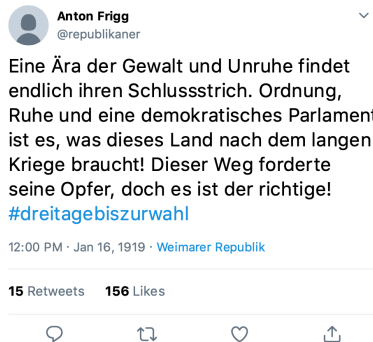 Anton Frigg
@republikaner
Eine Ära der Gewalt und Unruhe findet
endlich ihren Schlussstrich. Ordnung,
Ruhe und eine demokratisches Parlament
ist es, was dieses Land nach dem langen
Kriege braucht! Dieser Weg forderte
seine Opfer, doch es ist der richtige!
#dreitagebiszurwahl
12:00 PM · Jan 16, 1919 · Weimarer Republik
15 Retweets 156 Likes